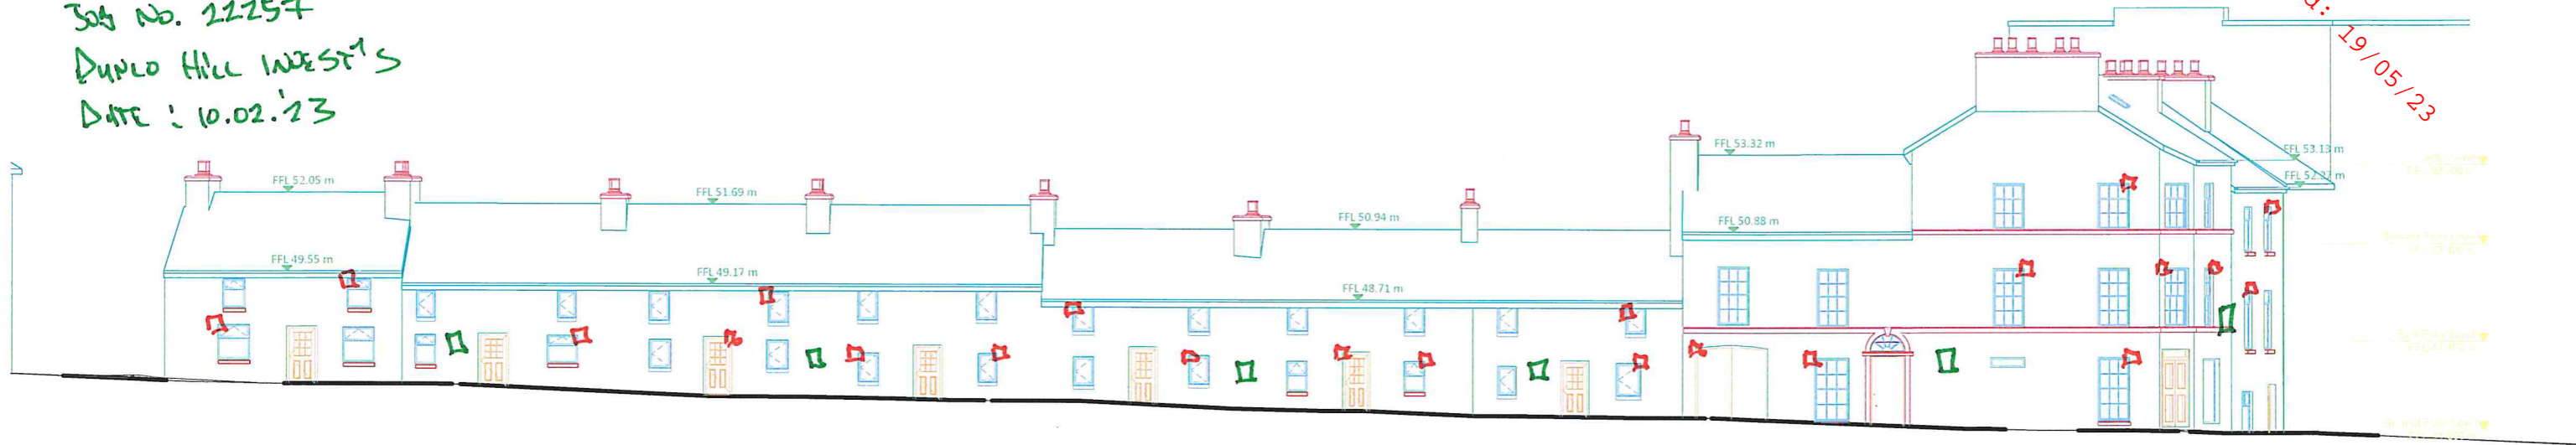 Job No. 22257
Dunlo Hill Invest's
Date : 10.02.'23
19/05/23
FFL 52.05 m
FFL 51.69 m
FFL 50.94 m
FFL 53.32 m
FFL 53.13 m
FFL 50.88 m
FFL 49.55 m
FFL 49.17 m
FFL 48.71 m